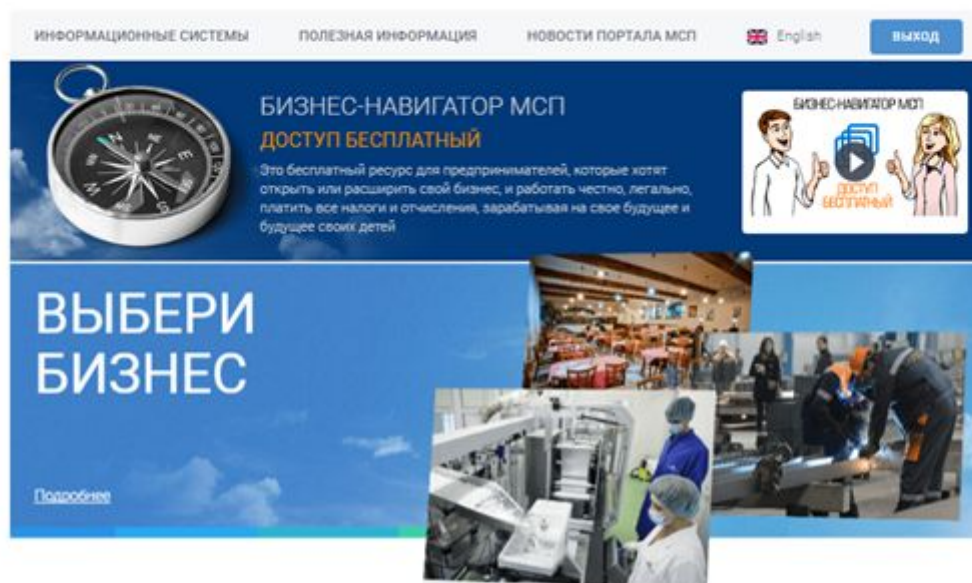 ИНФОРМАЦИОННЫЕ СИСТЕМЫ
ПОЛЕЗНАЯ ИНФОРМАЦИЯ
НОВОСТИ ПОРТАЛА МСП
English
ВЫХОД
БИЗНЕС-НАВИГАТОР МСП
ДОСТУП БЕСПЛАТНЫЙ
Это бесплатный ресурс для предпринимателей, которые хотят
открыть или расширить свой бизнес, и работать честно, легально,
платить все налоги и отчисления, зарабатывая на свое будущее и
будущее своих детей
N
NE
E
S
SW
W
БИЗНЕС-НАВИГАТОР МСП
ДОСТУП
БЕСПЛАТНЫЙ
ВЫБЕРИ
БИЗНЕС
Подробнее